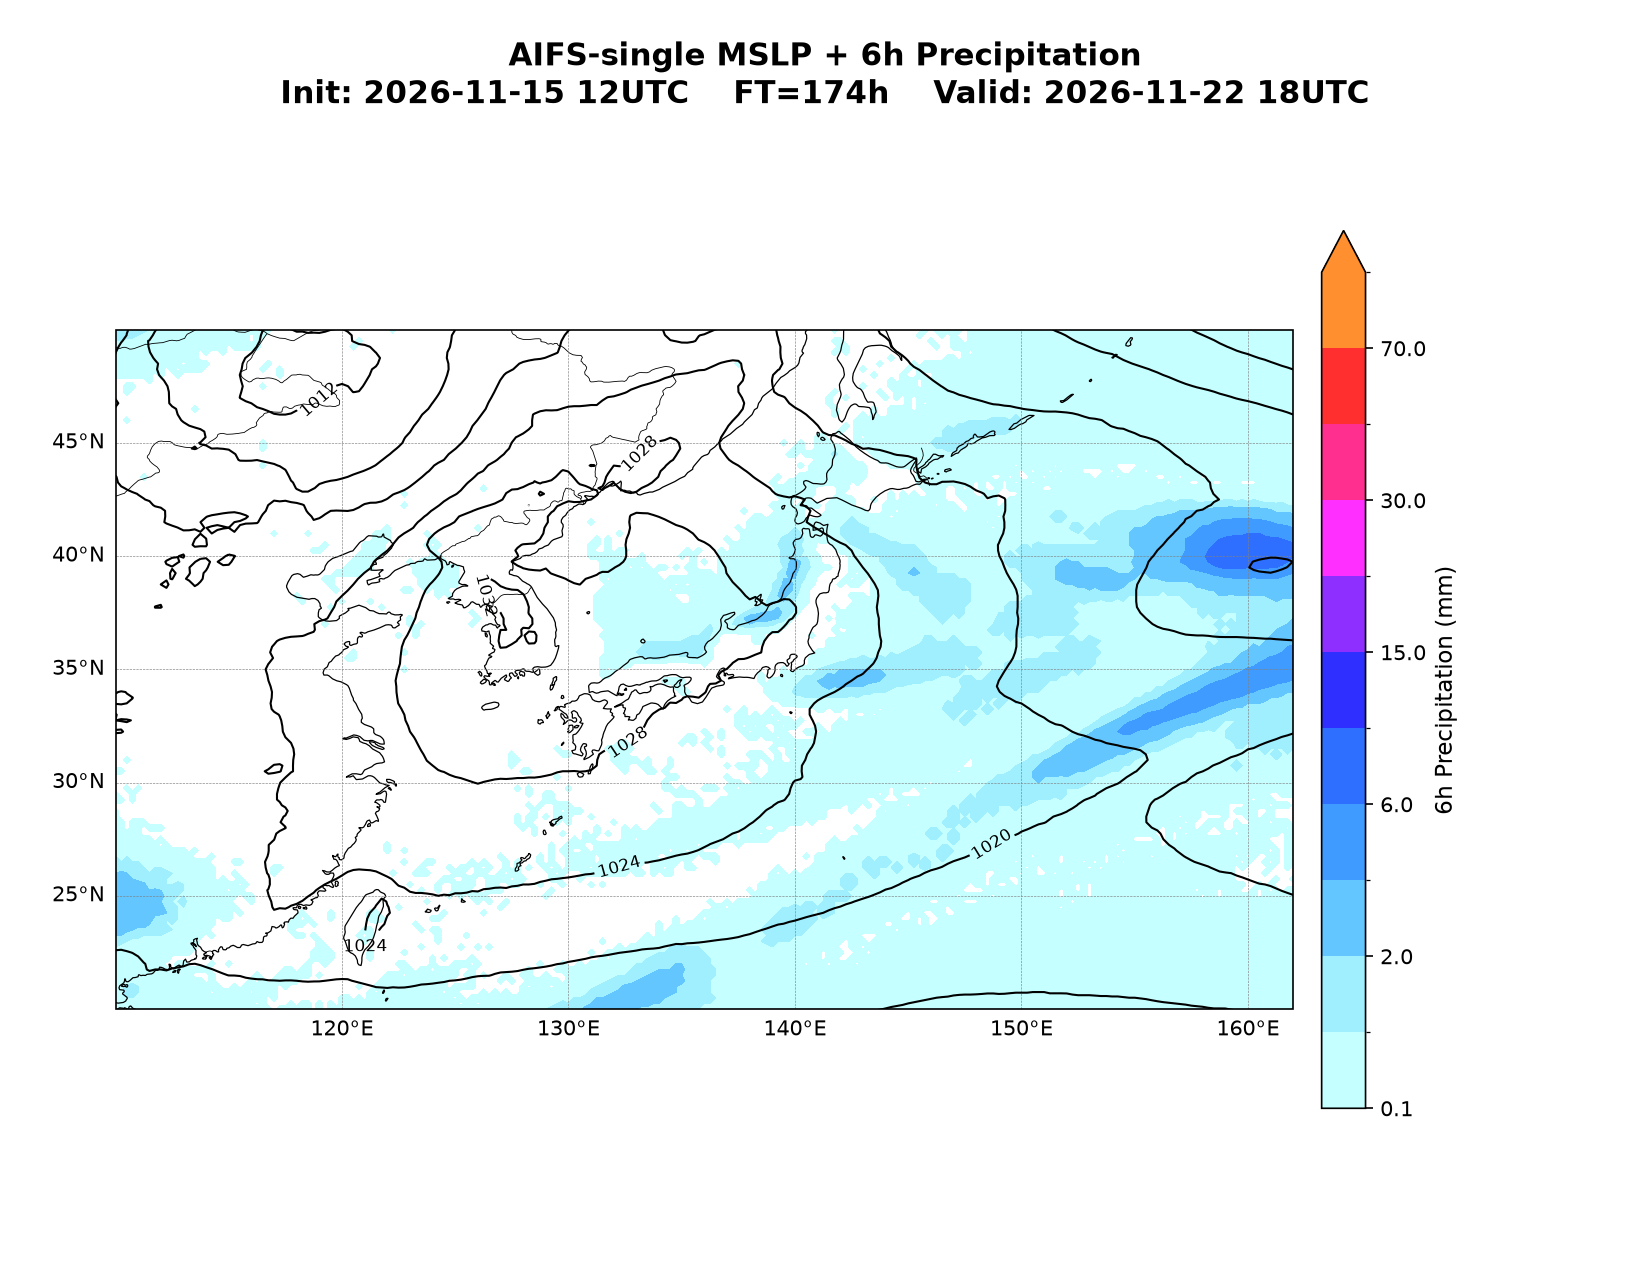 AIFS-single MSLP + 6h Precipitation
Init: 2026-11-15 12UTC    FT=174h    Valid: 2026-11-22 18UTC
70.0
30.0
15.0
6.0
2.0
0.1
6h Precipitation (mm)
45°N
40°N
35°N
30°N
25°N
120°E
130°E
140°E
150°E
160°E
1012
1028
1032
1028
1020
1024
1024